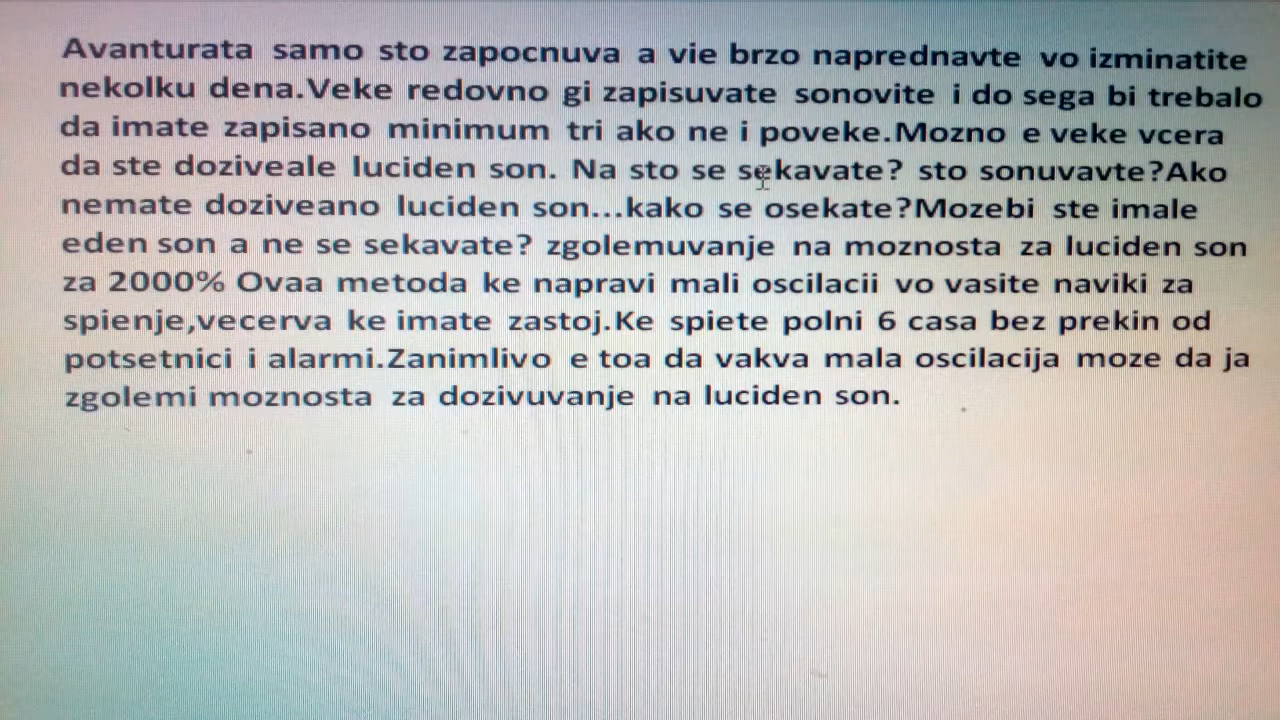 Avanturata samo sto zapocnuva a vie brzo naprednavte vo izminatite
nekolku dena.Veke redovno gi zapisuvate sonovite i do sega bi trebalo
da imate zapisano minimum tri ako ne i poveke.Mozno e veke vcera
da ste doziveale luciden son. Na sto se sekavate? sto sonuvavte?Ako
nemate doziveano luciden son...kako se osekate?Mozebi ste imale
eden son a ne se sekavate? zgolemuvanje na moznosta za luciden son
za 2000% Ovaa metoda ke napravi mali oscilacii vo vasite naviki za
spienje,vecerva ke imate zastoj.Ke spiete polni 6 casa bez prekin od
potsetnici i alarmi.Zanimlivo e toa da vakva mala oscilacija moze da ja
zgolemi moznosta za dozivuvanje na luciden son.